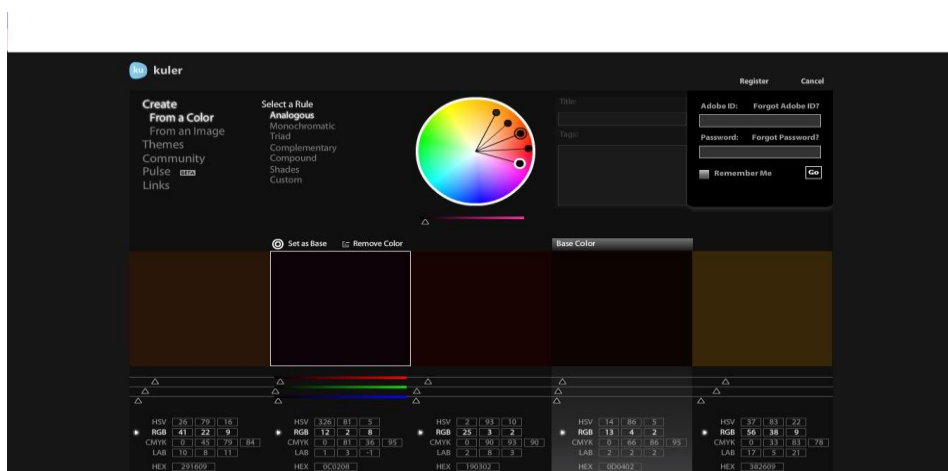 ku kuler
Register Cancel
Create
From a Color
From an Image
Themes
Community
Pulse BETA
Links
Select a Rule
Analogous
Monochromatic
Triad
Complementary
Compound
Shades
Custom
Title:
Tags:
Adobe ID: Forgot Adobe ID?
Password: Forgot Password?
Remember Me Go
Set as Base Remove Color
Base Color
HSV 26 79 16
RGB 41 22 9
CMYK 0 45 79 84
LAB 10 8 11
HEX 291609
HSV 326 81 5
RGB 12 2 8
CMYK 0 81 36 95
LAB 1 3 -1
HEX 0C0208
HSV 2 93 10
RGB 25 3 2
CMYK 0 90 93 90
LAB 2 8 3
HEX 190302
HSV 14 86 5
RGB 13 4 2
CMYK 0 66 86 95
LAB 2 2 2
HEX 0D0402
HSV 37 83 22
RGB 56 38 9
CMYK 0 33 83 78
LAB 17 5 21
HEX 382609